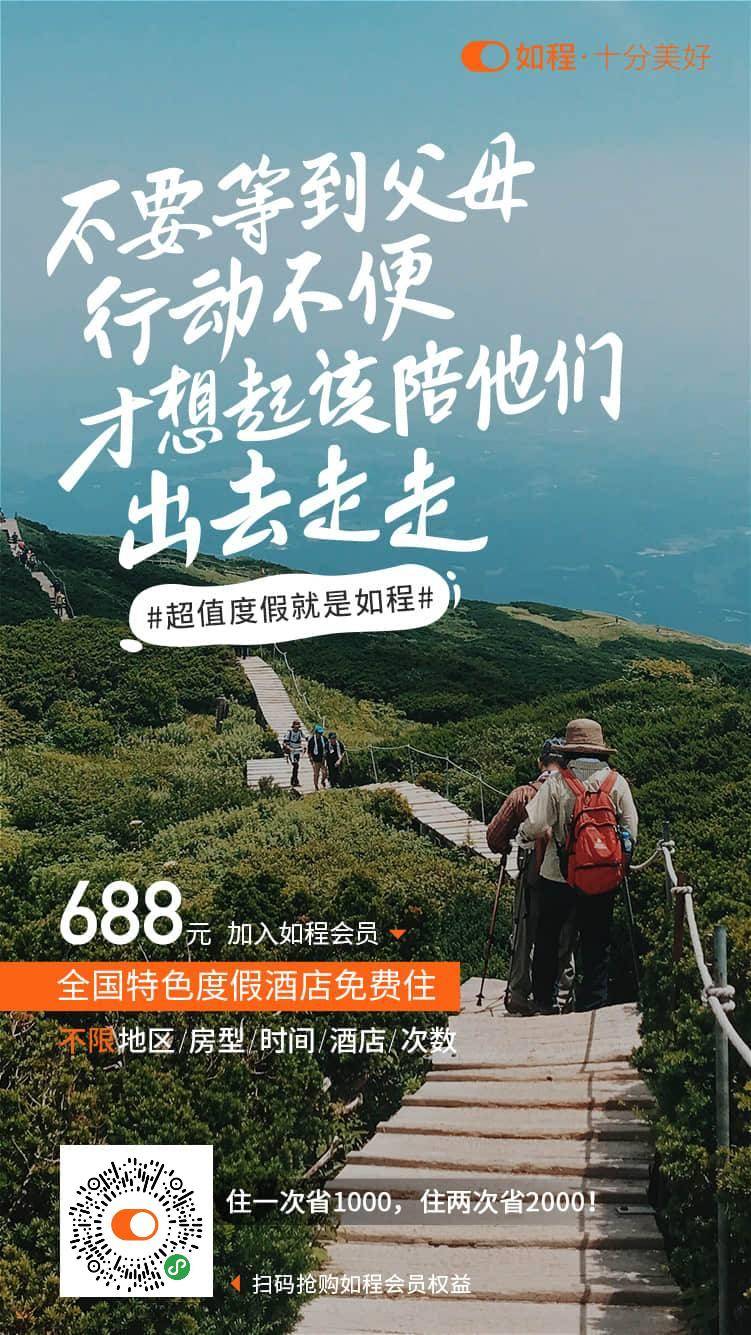 如程·十分美好
不要等到父母
行动不便
才想起该陪他们
出去走走
#超值度假就是如程#
688元 加入如程会员
全国特色度假酒店免费住
不限地区/房型/时间/酒店/次数
住一次省1000，住两次省2000！
扫码抢购如程会员权益